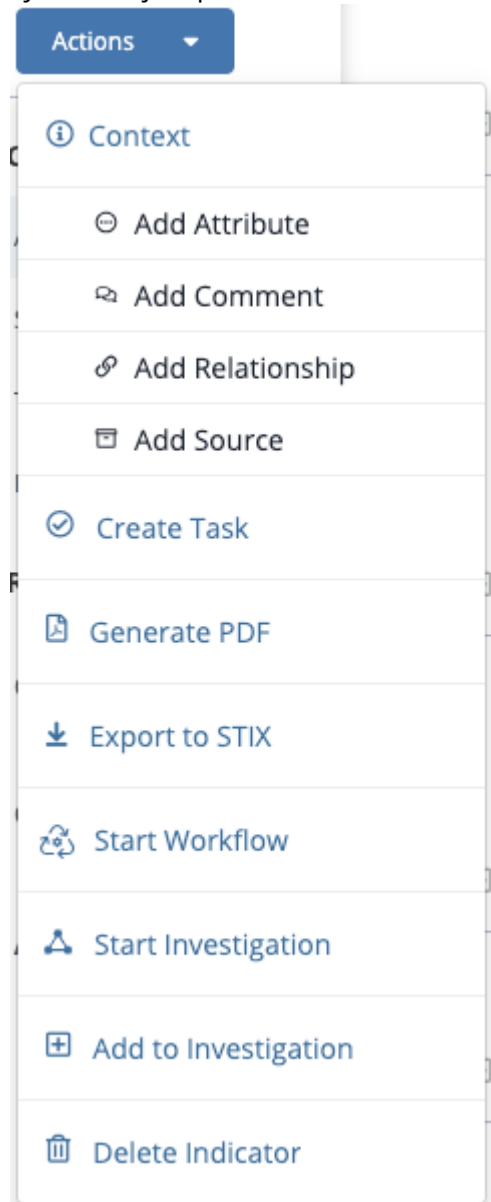 Actions
Context
Add Attribute
Add Comment
Add Relationship
Add Source
Create Task
Generate PDF
Export to STIX
Start Workflow
Start Investigation
Add to Investigation
Delete Indicator